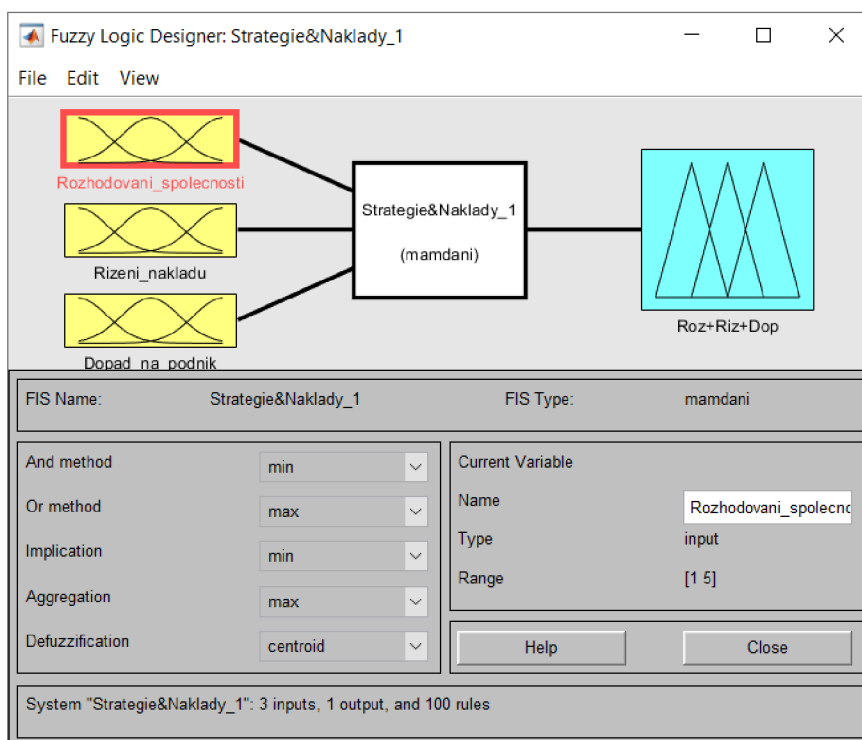 Fuzzy Logic Designer: Strategie&Naklady_1
File Edit View
Rozhodovani_spolecnosti
Strategie&Naklady_1
(mamdani)
Rizeni_nakladu
Roz+Riz+Dop
Dopad_na_podnik
FIS Name: Strategie&Naklady_1 FIS Type: mamdani
And method min
Or method max
Implication min
Aggregation max
Defuzzification centroid
Current Variable
Name Rozhodovani_spolecno
Type input
Range [1 5]
Help Close
System "Strategie&Naklady_1": 3 inputs, 1 output, and 100 rules